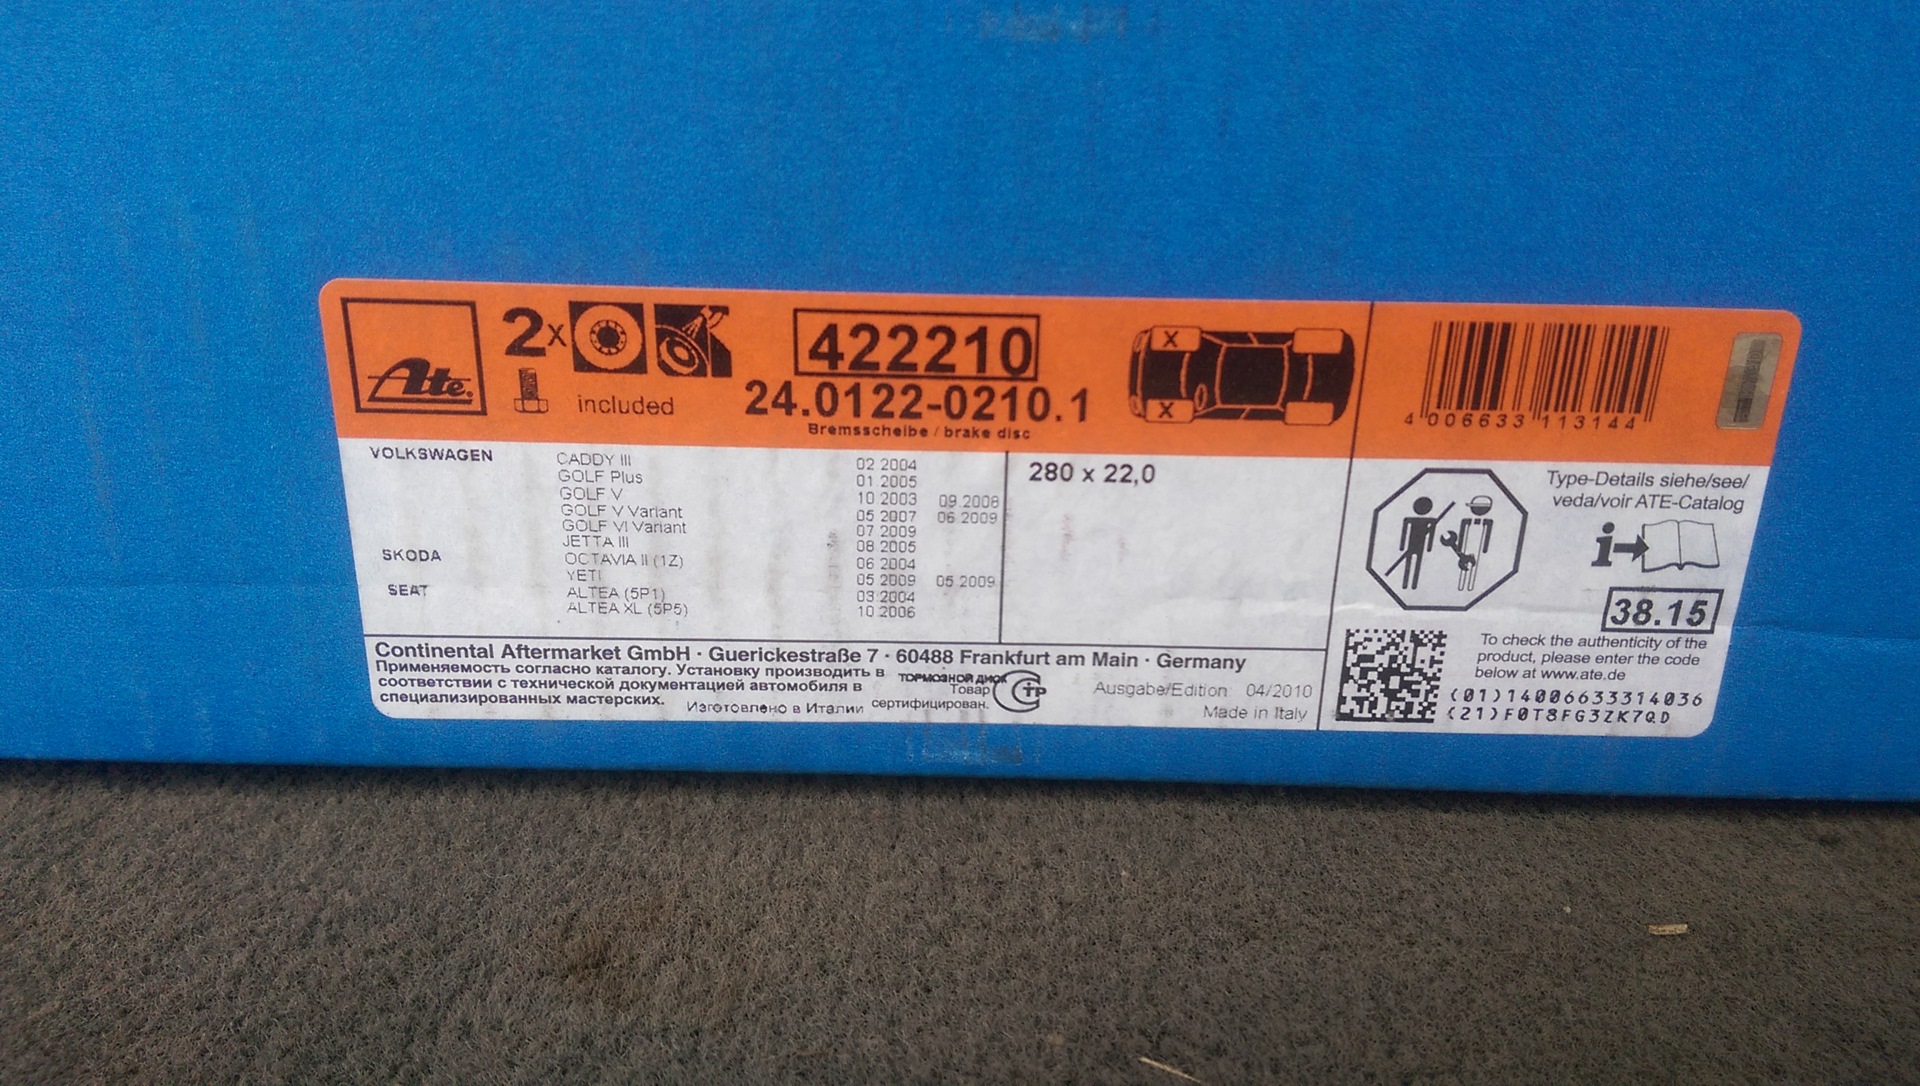 Ate
2x
included
422210
24.0122-0210.1
Bremsscheibe / brake disc
X
X
4 006633 113144
VOLKSWAGEN CADDY III 02 2004
GOLF Plus 01 2005
GOLF V 10 2003 09 2008
GOLF V Variant 05 2007 06 2009
GOLF VI Variant 07 2009
JETTA III 08 2005
SKODA OCTAVIA II (1Z) 06 2004
YETI 05 2009 05 2009
SEAT ALTEA (5P1) 03 2004
ALTEA XL (5P5) 10 2006
280 x 22,0
Type-Details siehe/see/
veda/voir ATE-Catalog
i
38.15
To check the authenticity of the
product, please enter the code
below at www.ate.de
(01)14006633314036
(21)F0T8FG3ZK7QD
Continental Aftermarket GmbH · Guerickestraße 7 · 60488 Frankfurt am Main · Germany
Применяемость согласно каталогу. Установку производить в
соответствии с технической документацией автомобиля в
специализированных мастерских.
Изготовлено в Италии
ТОРМОЗНОЙ ДИСК
Товар
сертифицирован.
Ausgabe/Edition 04/2010
Made in Italy